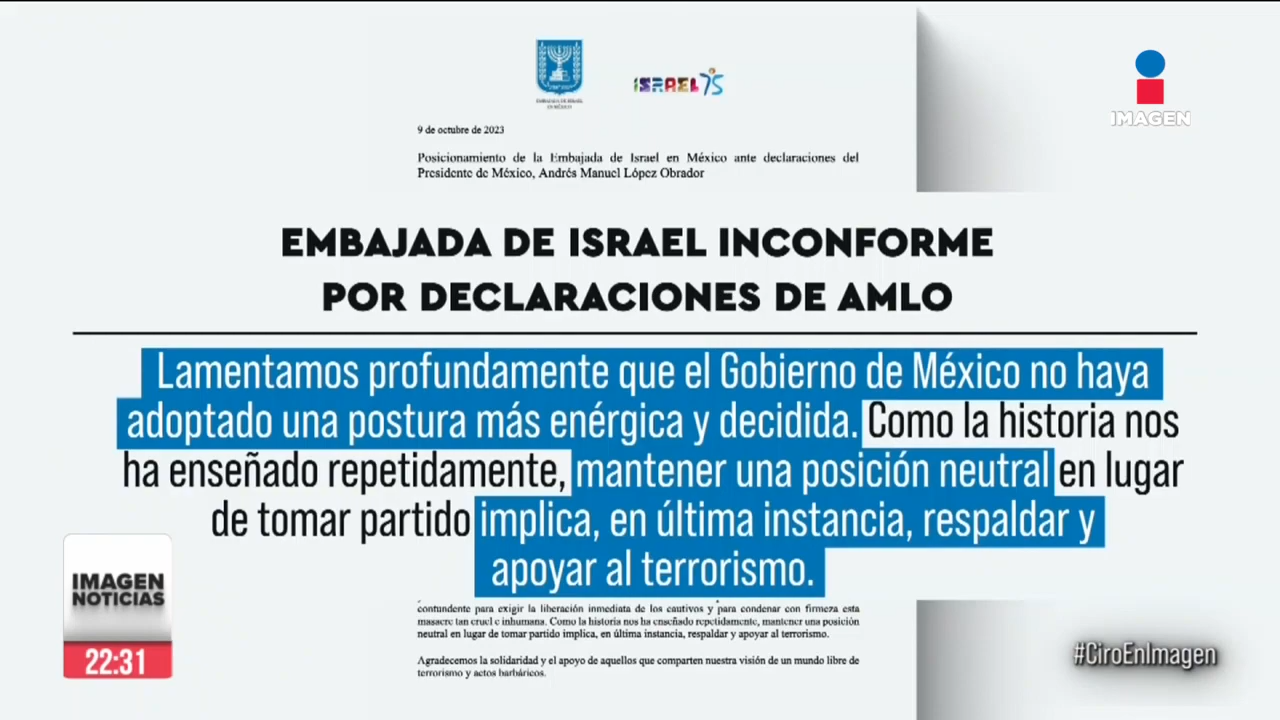 EMBAJADA DE ISRAEL
EN MÉXICO
ISRAEL 75
IMAGEN
9 de octubre de 2023
Posicionamiento de la Embajada de Israel en México ante declaraciones del
Presidente de México, Andrés Manuel López Obrador
EMBAJADA DE ISRAEL INCONFORME
POR DECLARACIONES DE AMLO
Lamentamos profundamente que el Gobierno de México no haya
adoptado una postura más enérgica y decidida. Como la historia nos
ha enseñado repetidamente, mantener una posición neutral en lugar
de tomar partido implica, en última instancia, respaldar y
apoyar al terrorismo.
contundente para exigir la liberación inmediata de los cautivos y para condenar con firmeza esta
masacre tan cruel e inhumana. Como la historia nos ha enseñado repetidamente, mantener una posición
neutral en lugar de tomar partido implica, en última instancia, respaldar y apoyar al terrorismo.
Agradecemos la solidaridad y el apoyo de aquellos que comparten nuestra visión de un mundo libre de
terrorismo y actos barbáricos.
IMAGEN
NOTICIAS
22:31
#CiroEnImagen